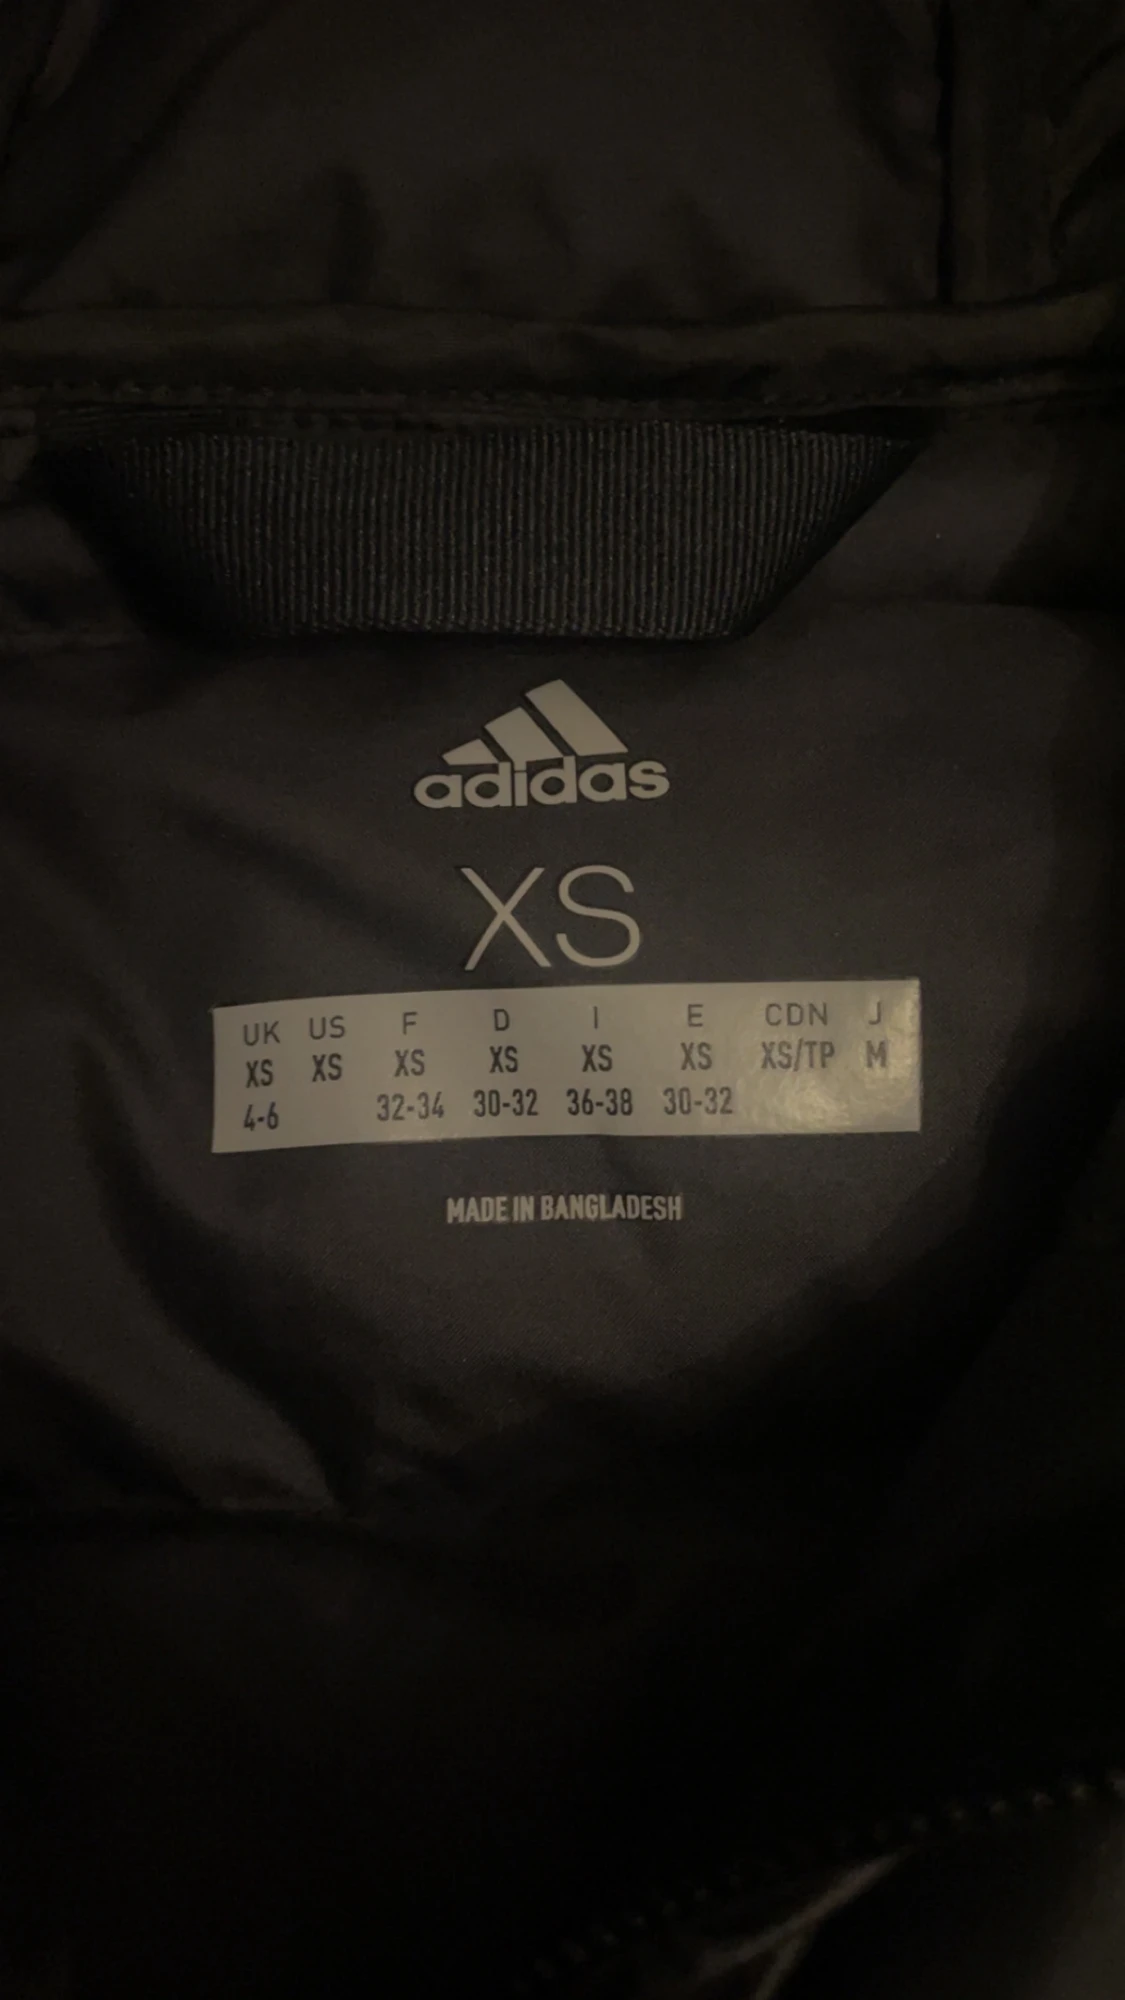 adidas
XS
UK US F D I E CDN J
XS XS XS XS XS XS XS/TP M
4-6 32-34 30-32 36-38 30-32
MADE IN BANGLADESH